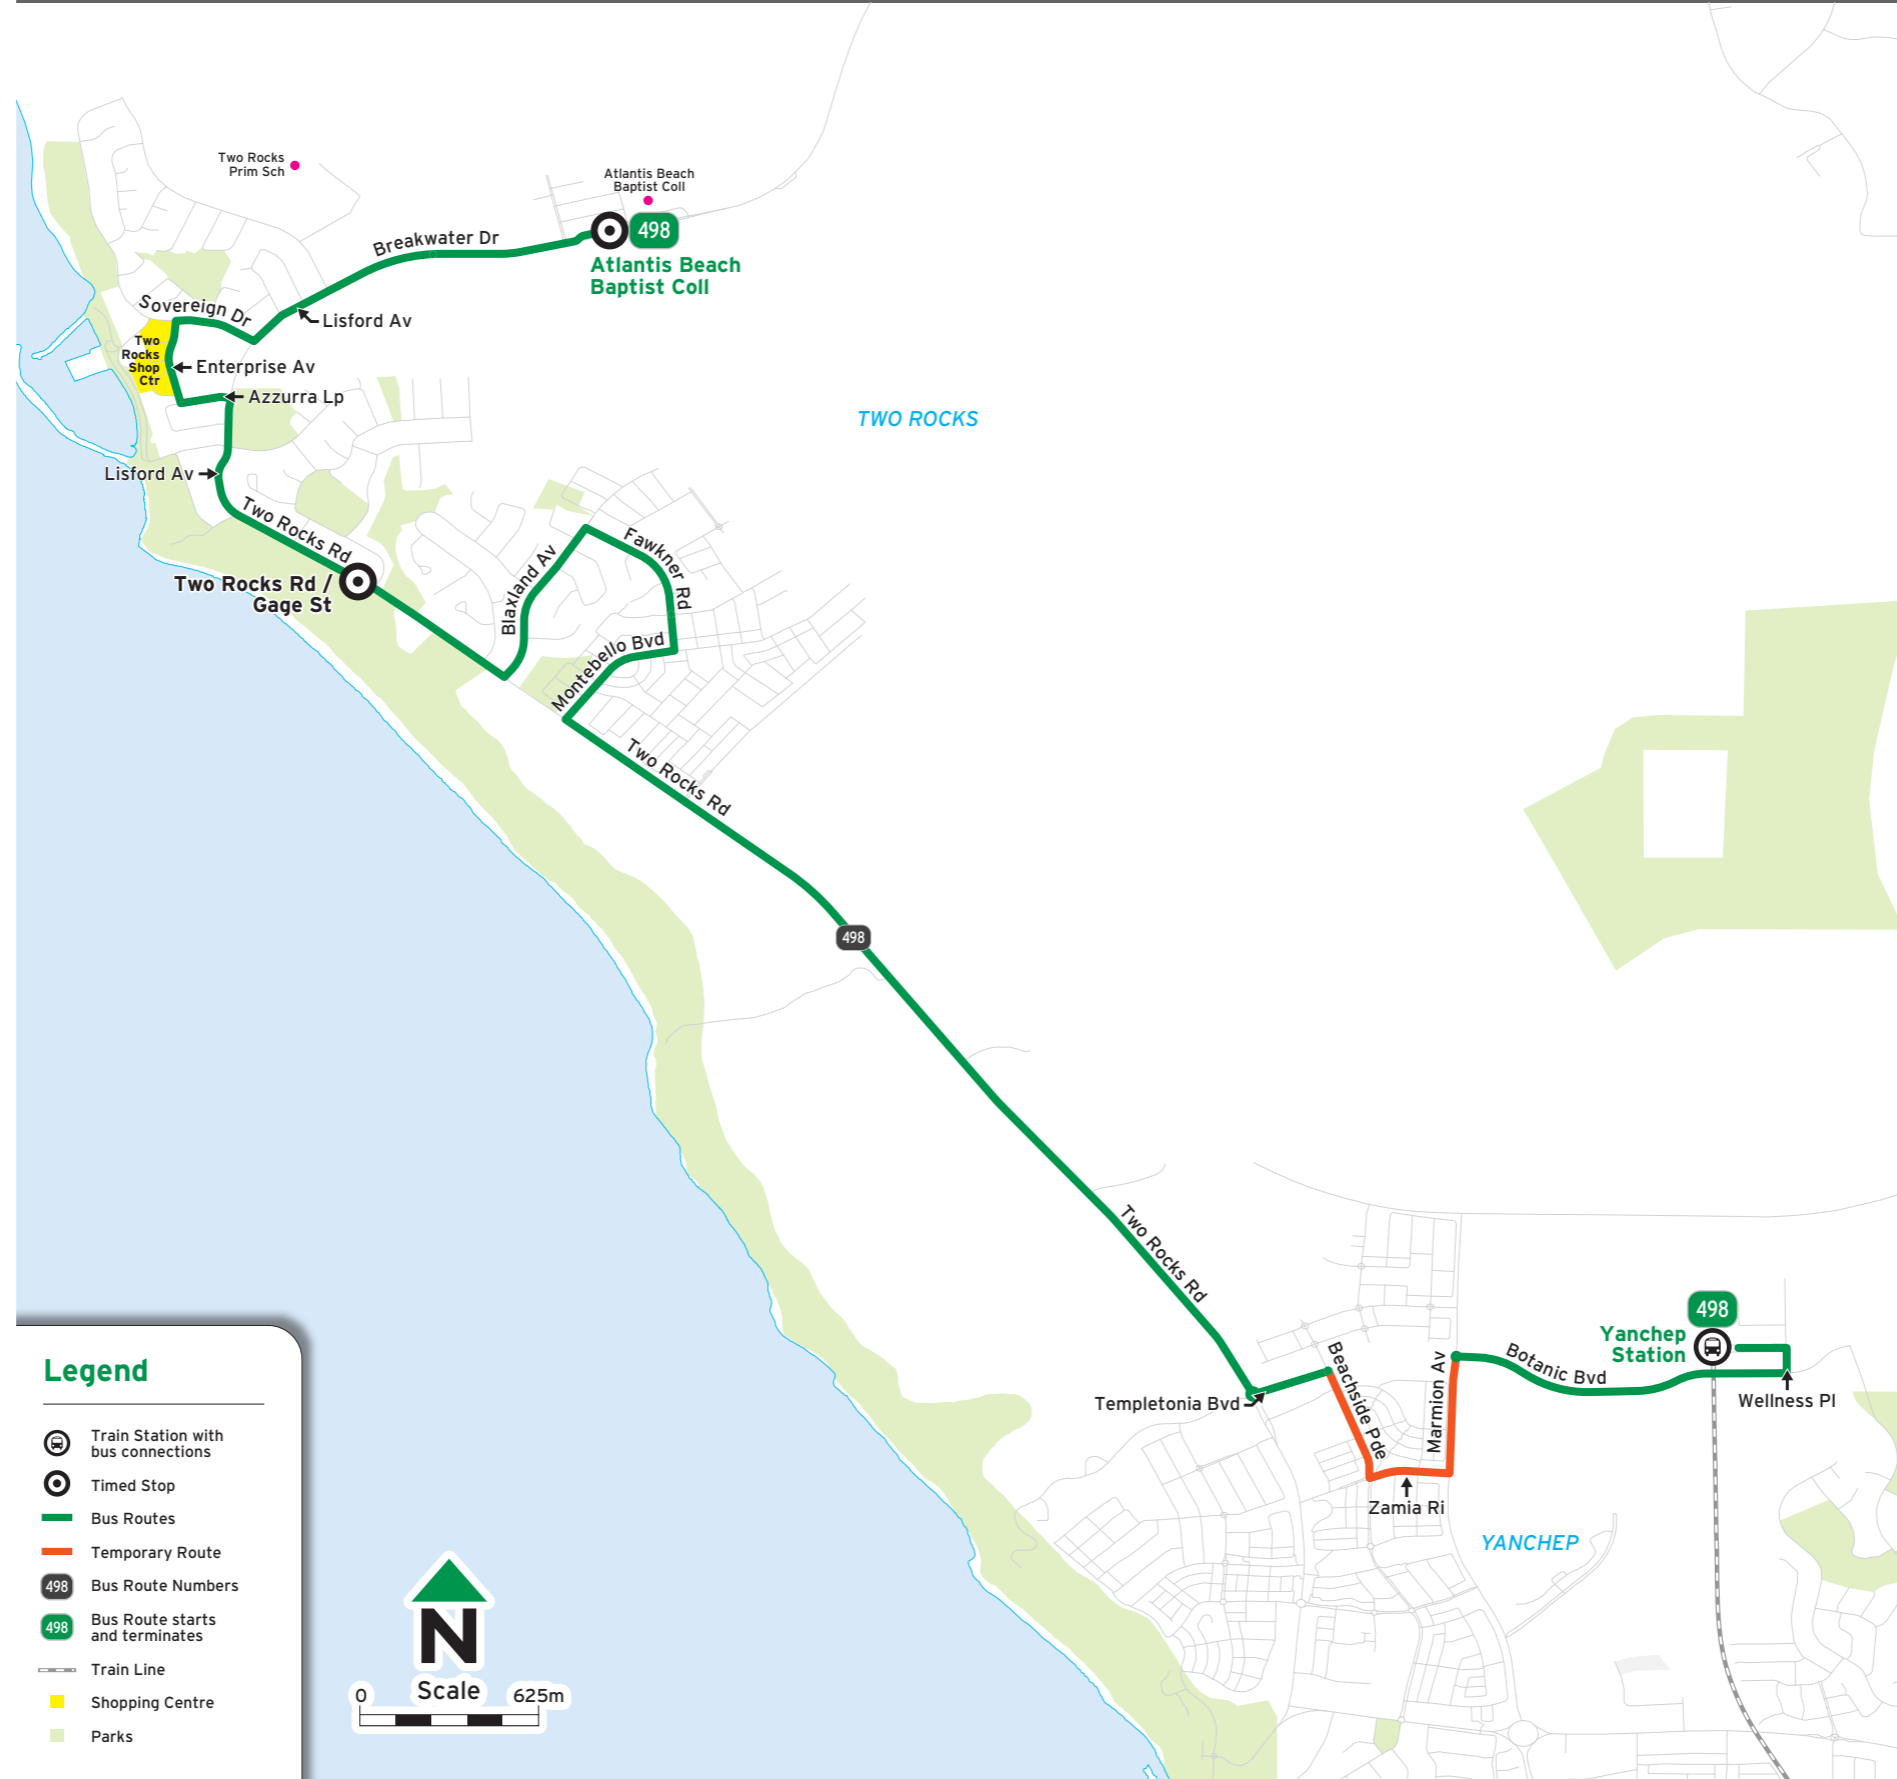 Two Rocks
Prim Sch
Atlantis Beach
Baptist Coll
498
Atlantis Beach
Baptist Coll
Breakwater Dr
Sovereign Dr
Lisford Av
Two
Rocks
Shop
Ctr
Enterprise Av
Azzurra Lp
TWO ROCKS
Lisford Av
Two Rocks Rd
Two Rocks Rd /
Gage St
Blaxland Av
Fawkner Rd
Montebello Bvd
Two Rocks Rd
498
Two Rocks Rd
498
Yanchep
Station
Botanic Bvd
Wellness Pl
Beachside Pde
Marmion Av
Templetonia Bvd
Zamia Ri
YANCHEP
Legend
Train Station with
bus connections
Timed Stop
Bus Routes
Temporary Route
498 Bus Route Numbers
498 Bus Route starts
and terminates
Train Line
Shopping Centre
Parks
N
Scale
0 625m